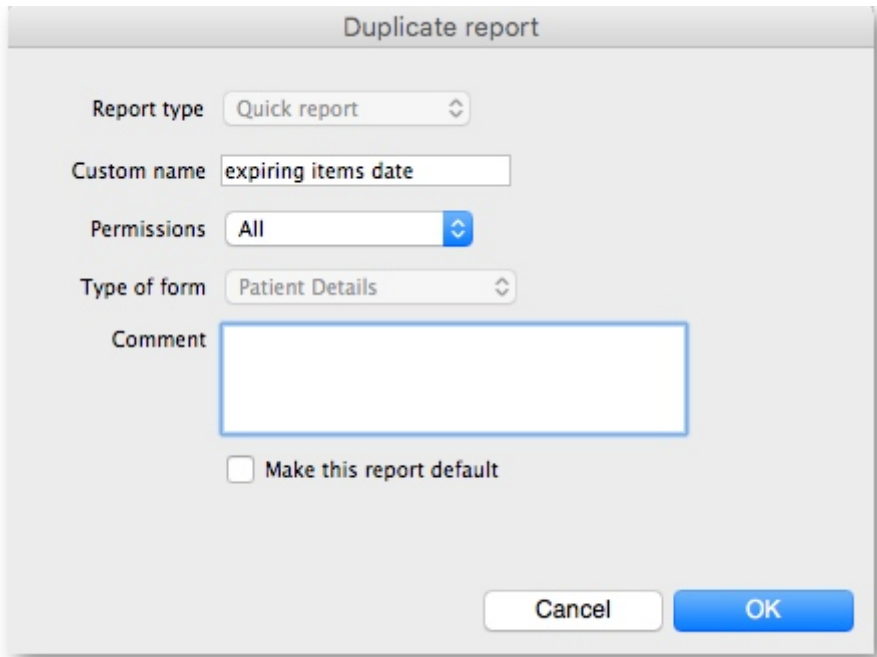 Duplicate report
Report type Quick report
Custom name expiring items date
Permissions All
Type of form Patient Details
Comment
Make this report default
Cancel OK